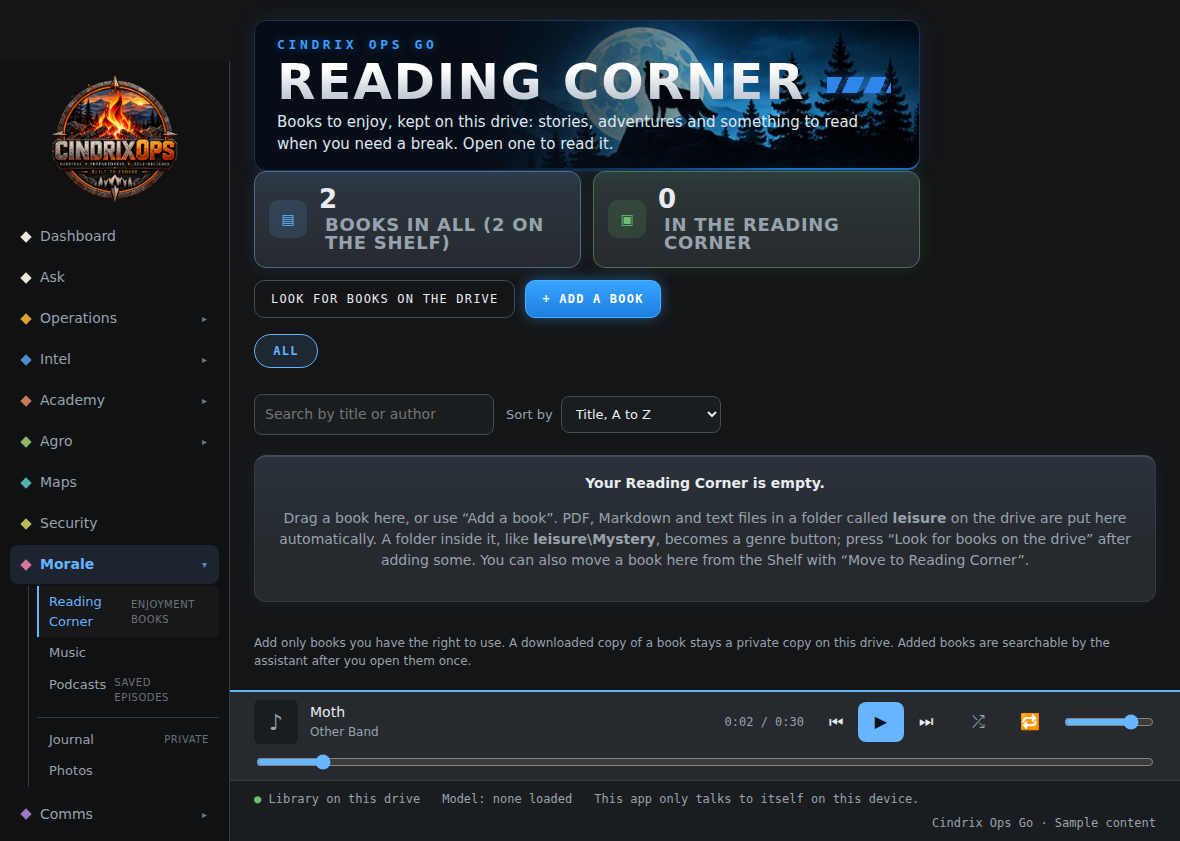 CINDRIXOPS
SURVIVAL • PREPAREDNESS • SELF-RELIANCE
BUILT TO ENDURE
Dashboard
Ask
Operations
Intel
Academy
Agro
Maps
Security
Morale
Reading Corner ENJOYMENT BOOKS
Music
Podcasts SAVED EPISODES
Journal PRIVATE
Photos
Comms
CINDRIX OPS GO
READING CORNER
Books to enjoy, kept on this drive: stories, adventures and something to read
when you need a break. Open one to read it.
2
BOOKS IN ALL (2 ON
THE SHELF)
0
IN THE READING
CORNER
LOOK FOR BOOKS ON THE DRIVE
+ ADD A BOOK
ALL
Search by title or author
Sort by
Title, A to Z
Your Reading Corner is empty.
Drag a book here, or use “Add a book”. PDF, Markdown and text files in a folder called leisure on the drive are put here
automatically. A folder inside it, like leisure\Mystery, becomes a genre button; press “Look for books on the drive” after
adding some. You can also move a book here from the Shelf with “Move to Reading Corner”.
Add only books you have the right to use. A downloaded copy of a book stays a private copy on this drive. Added books are searchable by the
assistant after you open them once.
Moth
Other Band
0:02 / 0:30
Library on this drive
Model: none loaded
This app only talks to itself on this device.
Cindrix Ops Go · Sample content